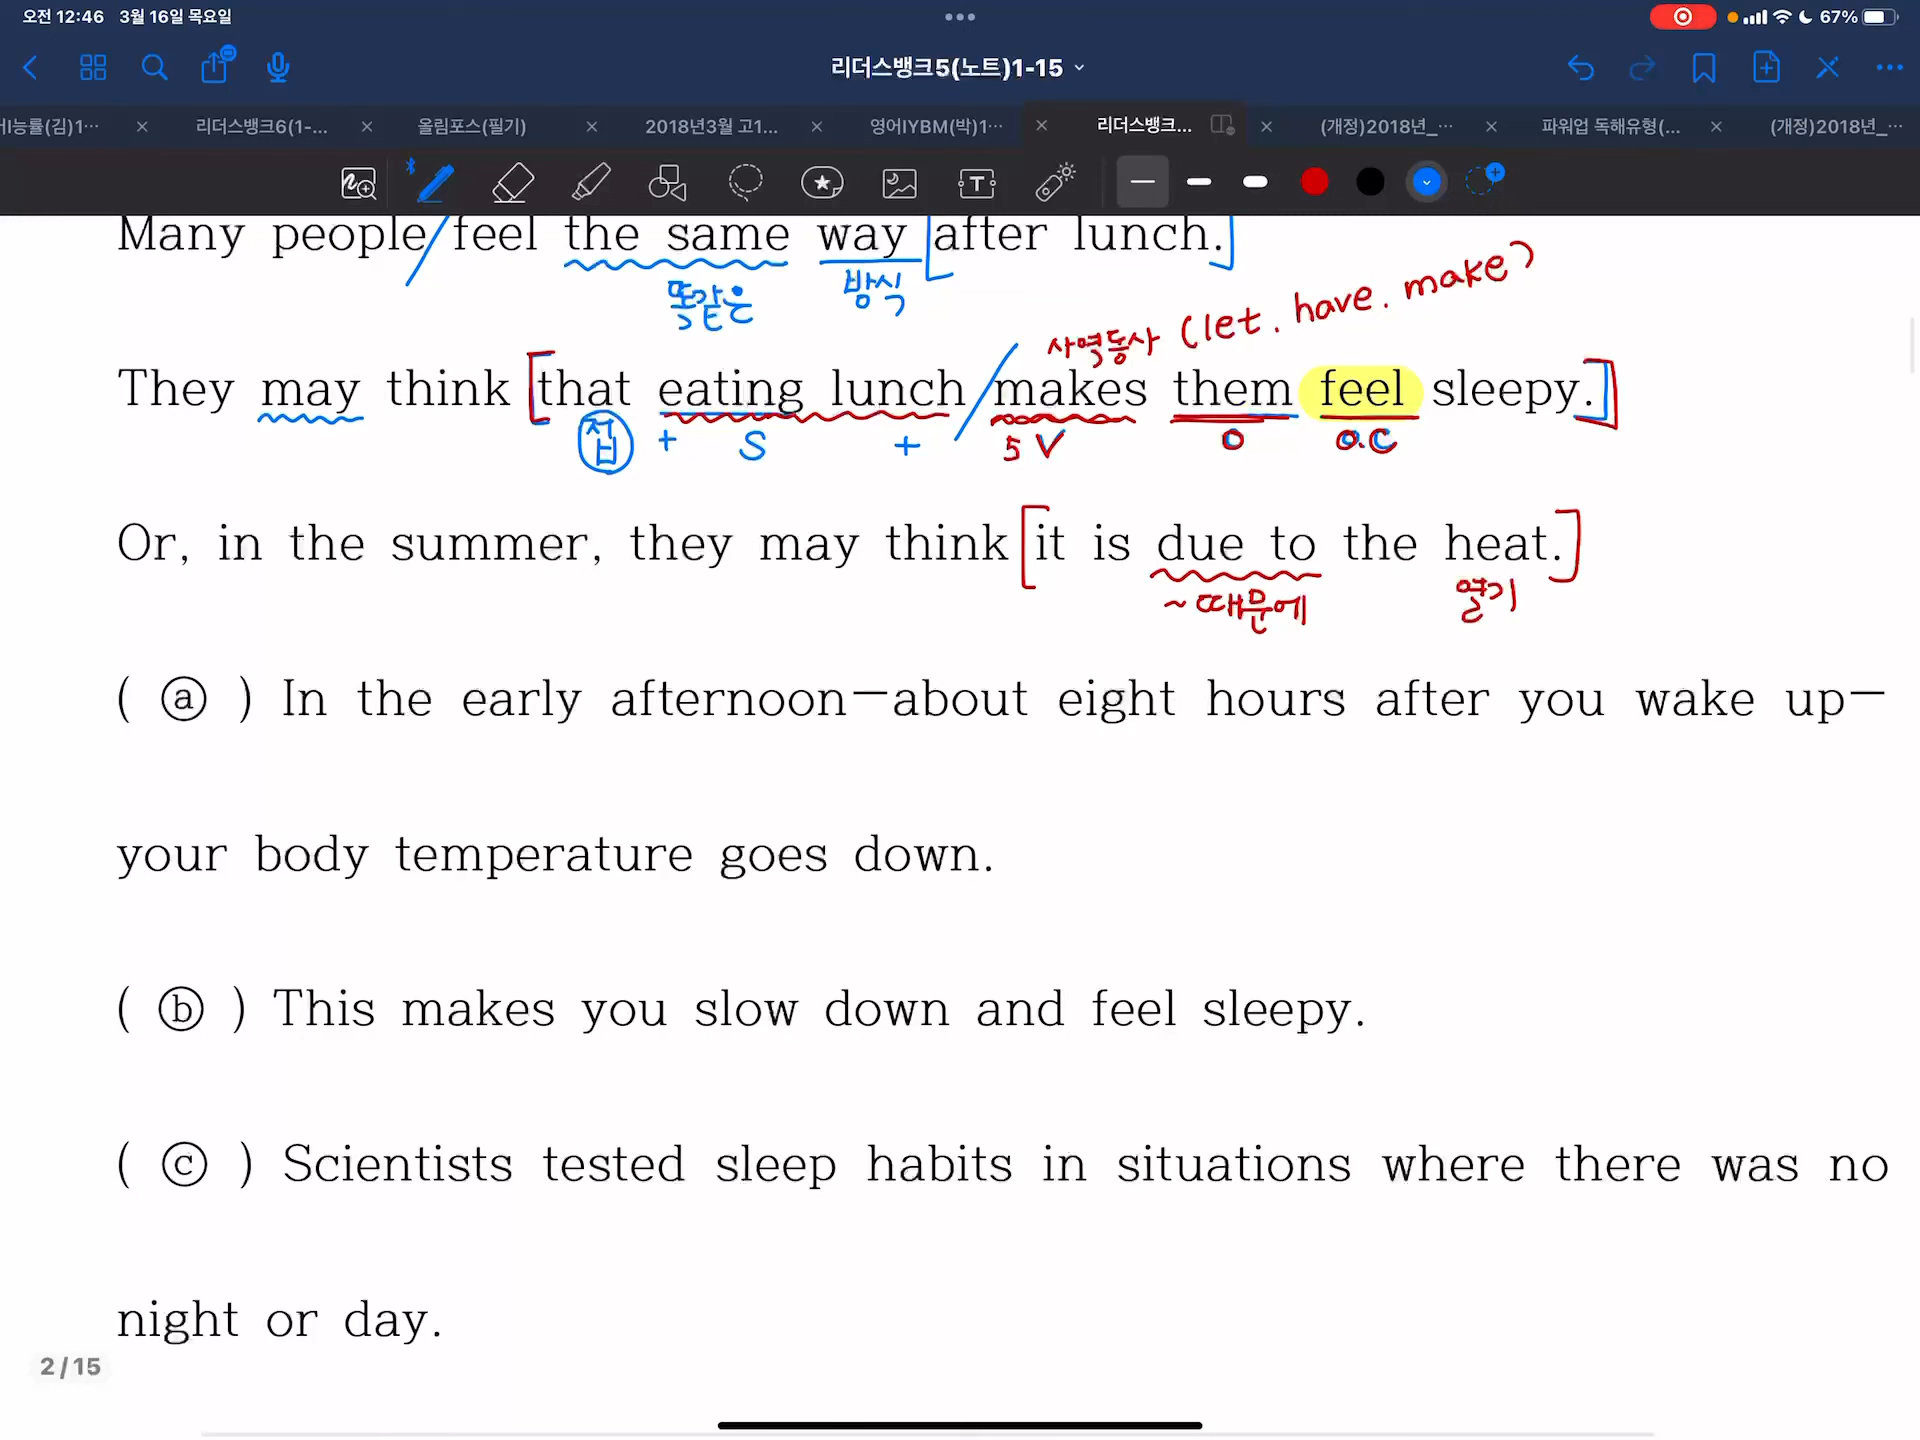 오전 12:46 3월 16일 목요일
67%
리더스뱅크5(노트)1-15
어I능률(김)1… 리더스뱅크6(1-... 올림포스(필기) 2018년3월 고1... 영어IYBM(박)1… 리더스뱅크... (개정)2018년_… 파워업 독해유형(... (개정)2018년_…
Many people / feel the same way [after lunch.]
똑같은 방식
사역동사 (let. have. make)
They may think [that eating lunch / makes them feel sleepy.]
접 + S + 5 V O O.C
Or, in the summer, they may think [it is due to the heat.]
~때문에 열기
( ⓐ ) In the early afternoon—about eight hours after you wake up—
your body temperature goes down.
( ⓑ ) This makes you slow down and feel sleepy.
( ⓒ ) Scientists tested sleep habits in situations where there was no
night or day.
2/15